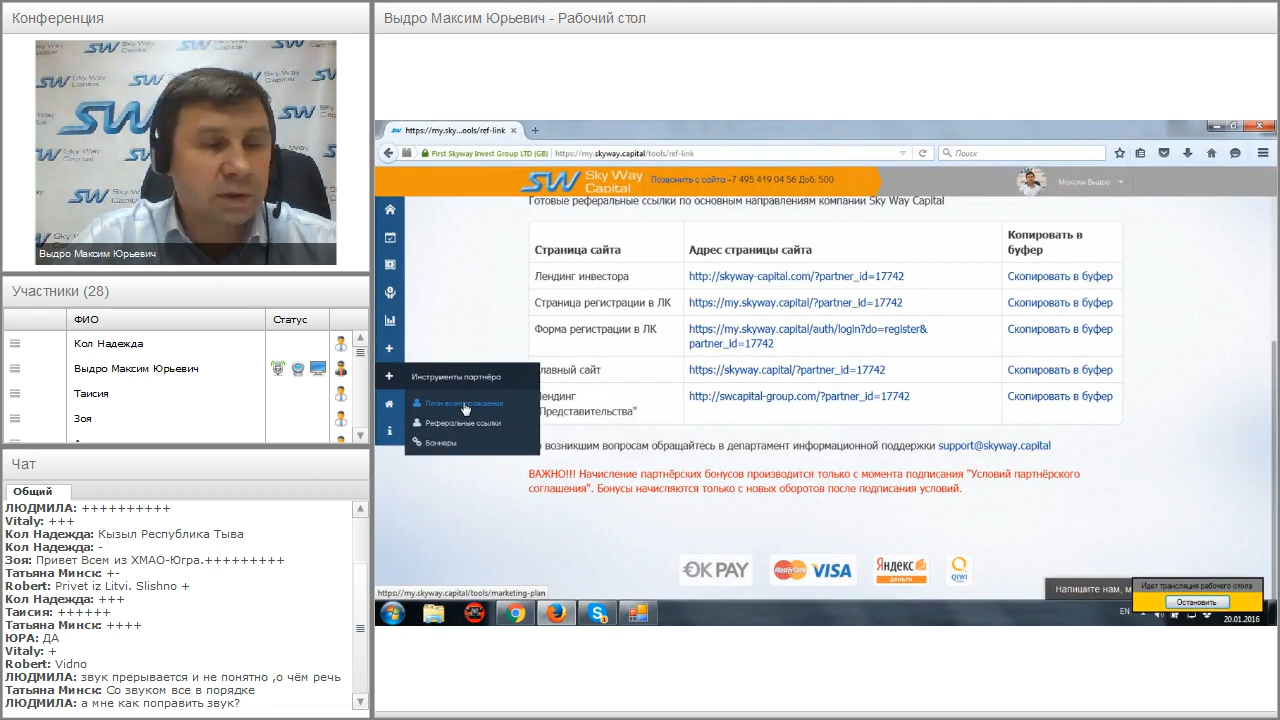 Конференция
Sky Way
Capital
SW
Выдро Максим Юрьевич
Участники (28)
ФИО
Статус
Кол Надежда
Выдро Максим Юрьевич
Таисия
Зоя
Чат
Общий
ЛЮДМИЛА: ++++++++++
Vitaly: +++
Кол Надежда: Кызыл Республика Тыва
Кол Надежда: -
Зоя: Привет Всем из ХМАО-Югра.+++++++++
Татьяна Минск: +-
Robert: Privet iz Litvi. Slishno +
Кол Надежда: +++
Таисия: ++++++
Татьяна Минск: ++++
ЮРА: ДА
Vitaly: +
Robert: Vidno
ЛЮДМИЛА: звук прерывается и не понятно ,о чём речь
Татьяна Минск: Со звуком все в порядке
ЛЮДМИЛА: а мне как поправить звук?
Выдро Максим Юрьевич - Рабочий стол
https://my.sky...ools/ref-link
First Skyway Invest Group LTD (GB)
https://my.skyway.capital/tools/ref-link
Поиск
SW Sky Way Capital
Позвонить с сайта +7 495 419 04 56 Доб. 500
Максим Выдро
Готовые реферальные ссылки по основным направлениям компании Sky Way Capital
Страница сайта
Адрес страницы сайта
Копировать в буфер
Лендинг инвестора
http://skyway-capital.com/?partner_id=17742
Скопировать в буфер
Страница регистрации в ЛК
https://my.skyway.capital/?partner_id=17742
Скопировать в буфер
Форма регистрации в ЛК
https://my.skyway.capital/auth/login?do=register&
partner_id=17742
Скопировать в буфер
лавный сайт
https://skyway.capital/?partner_id=17742
Скопировать в буфер
ендинг
"Представительства"
http://swcapital-group.com/?partner_id=17742
Скопировать в буфер
Инструменты партнёра
План вознаграждения
Реферальные ссылки
Баннеры
о возникшим вопросам обращайтесь в департамент информационной поддержки support@skyway.capital
ВАЖНО!!! Начисление партнёрских бонусов производится только с момента подписания "Условий партнёрского
соглашения". Бонусы начисляются только с новых оборотов после подписания условий.
OK PAY
MasterCard VISA
Яндекс деньги
QIWI
https://my.skyway.capital/tools/marketing-plan
Напишите нам, м
Идет трансляция рабочего стола
Остановить
EN
20.01.2016